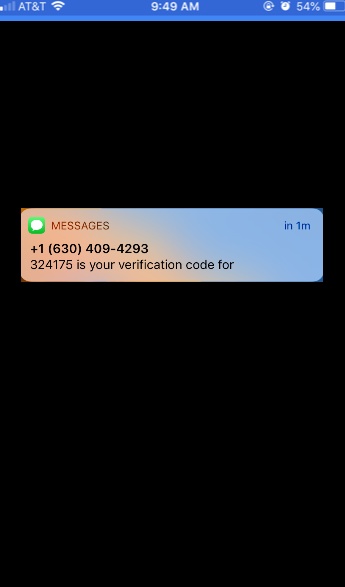 AT&T 9:49 AM 54%
MESSAGES in 1m
+1 (630) 409-4293
324175 is your verification code for